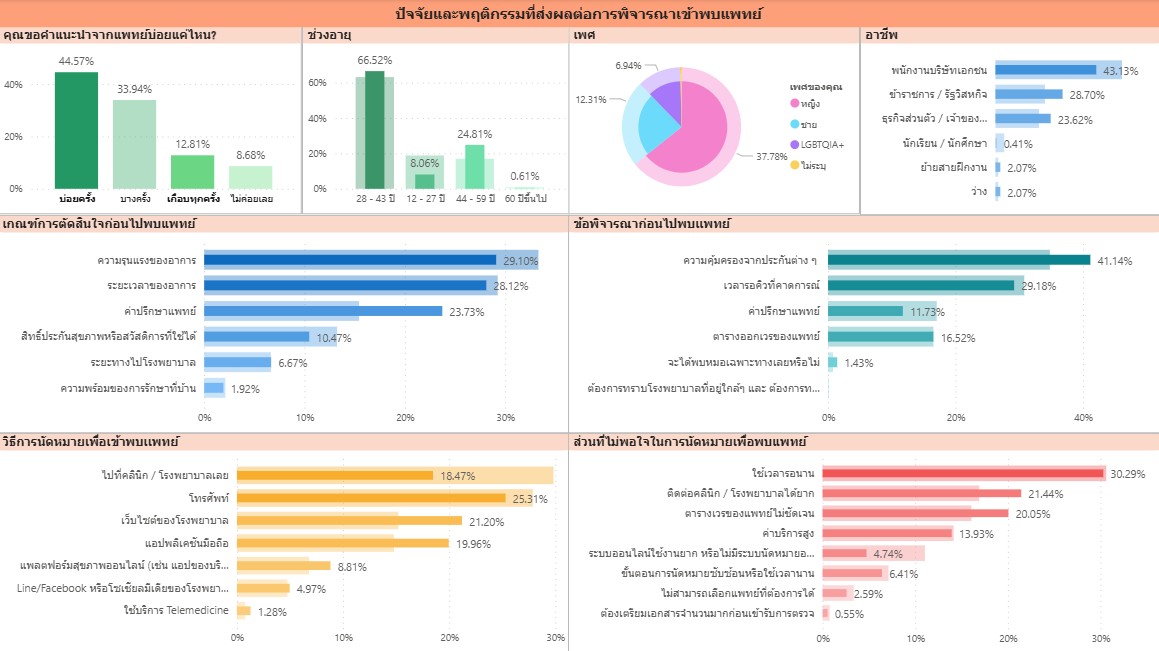 ปัจจัยและพฤติกรรมที่ส่งผลต่อการพิจารณาเข้าพบแพทย์
คุณขอคำแนะนำจากแพทย์บ่อยแค่ไหน?
44.57%
33.94%
12.81%
8.68%
40%
20%
0%
บ่อยครั้ง
บางครั้ง
เกือบทุกครั้ง
ไม่ค่อยเลย
ช่วงอายุ
66.52%
8.06%
24.81%
0.61%
60%
40%
20%
0%
28 - 43 ปี
12 - 27 ปี
44 - 59 ปี
60 ปีขึ้นไป
เพศ
6.94%
12.31%
37.78%
เพศของคุณ
หญิง
ชาย
LGBTQIA+
ไม่ระบุ
อาชีพ
พนักงานบริษัทเอกชน 43.13%
ข้าราชการ / รัฐวิสหกิจ 28.70%
ธุรกิจส่วนตัว / เจ้าของ... 23.62%
นักเรียน / นักศึกษา 0.41%
ย้ายสายฝึกงาน 2.07%
ว่าง 2.07%
เกณฑ์การตัดสินใจก่อนไปพบแพทย์
ความรุนแรงของอาการ 29.10%
ระยะเวลาของอาการ 28.12%
ค่าปรึกษาแพทย์ 23.73%
สิทธิ์ประกันสุขภาพหรือสวัสดิการที่ใช้ได้ 10.47%
ระยะทางไปโรงพยาบาล 6.67%
ความพร้อมของการรักษาที่บ้าน 1.92%
0% 10% 20% 30%
ข้อพิจารณาก่อนไปพบแพทย์
ความคุ้มครองจากประกันต่าง ๆ 41.14%
เวลารอคิวที่คาดการณ์ 29.18%
ค่าปรึกษาแพทย์ 11.73%
ตารางออกเวรของแพทย์ 16.52%
จะได้พบหมอเฉพาะทางเลยหรือไม่ 1.43%
ต้องการทราบโรงพยาบาลที่อยู่ใกล้ๆ และ ต้องการท...
0% 20% 40%
วิธีการนัดหมายเพื่อเข้าพบแพทย์
ไปที่คลินิก / โรงพยาบาลเลย 18.47%
โทรศัพท์ 25.31%
เว็บไซต์ของโรงพยาบาล 21.20%
แอปพลิเคชันมือถือ 19.96%
แพลตฟอร์มสุขภาพออนไลน์ (เช่น แอปของบริ... 8.81%
Line/Facebook หรือโซเชียลมิเดียของโรงพยา... 4.97%
ใช้บริการ Telemedicine 1.28%
0% 10% 20% 30%
ส่วนที่ไม่พอใจในการนัดหมายเพื่อพบแพทย์
ใช้เวลารอนาน 30.29%
ติดต่อคลินิก / โรงพยาบาลได้ยาก 21.44%
ตารางเวรของแพทย์ไม่ชัดเจน 20.05%
ค่าบริการสูง 13.93%
ระบบออนไลน์ใช้งานยาก หรือไม่มีระบบนัดหมายอ... 4.74%
ขั้นตอนการนัดหมายซับซ้อนหรือใช้เวลานาน 6.41%
ไม่สามารถเลือกแพทย์ที่ต้องการได้ 2.59%
ต้องเตรียมเอกสารจำนวนมากก่อนเข้ารับการตรวจ 0.55%
0% 10% 20% 30%